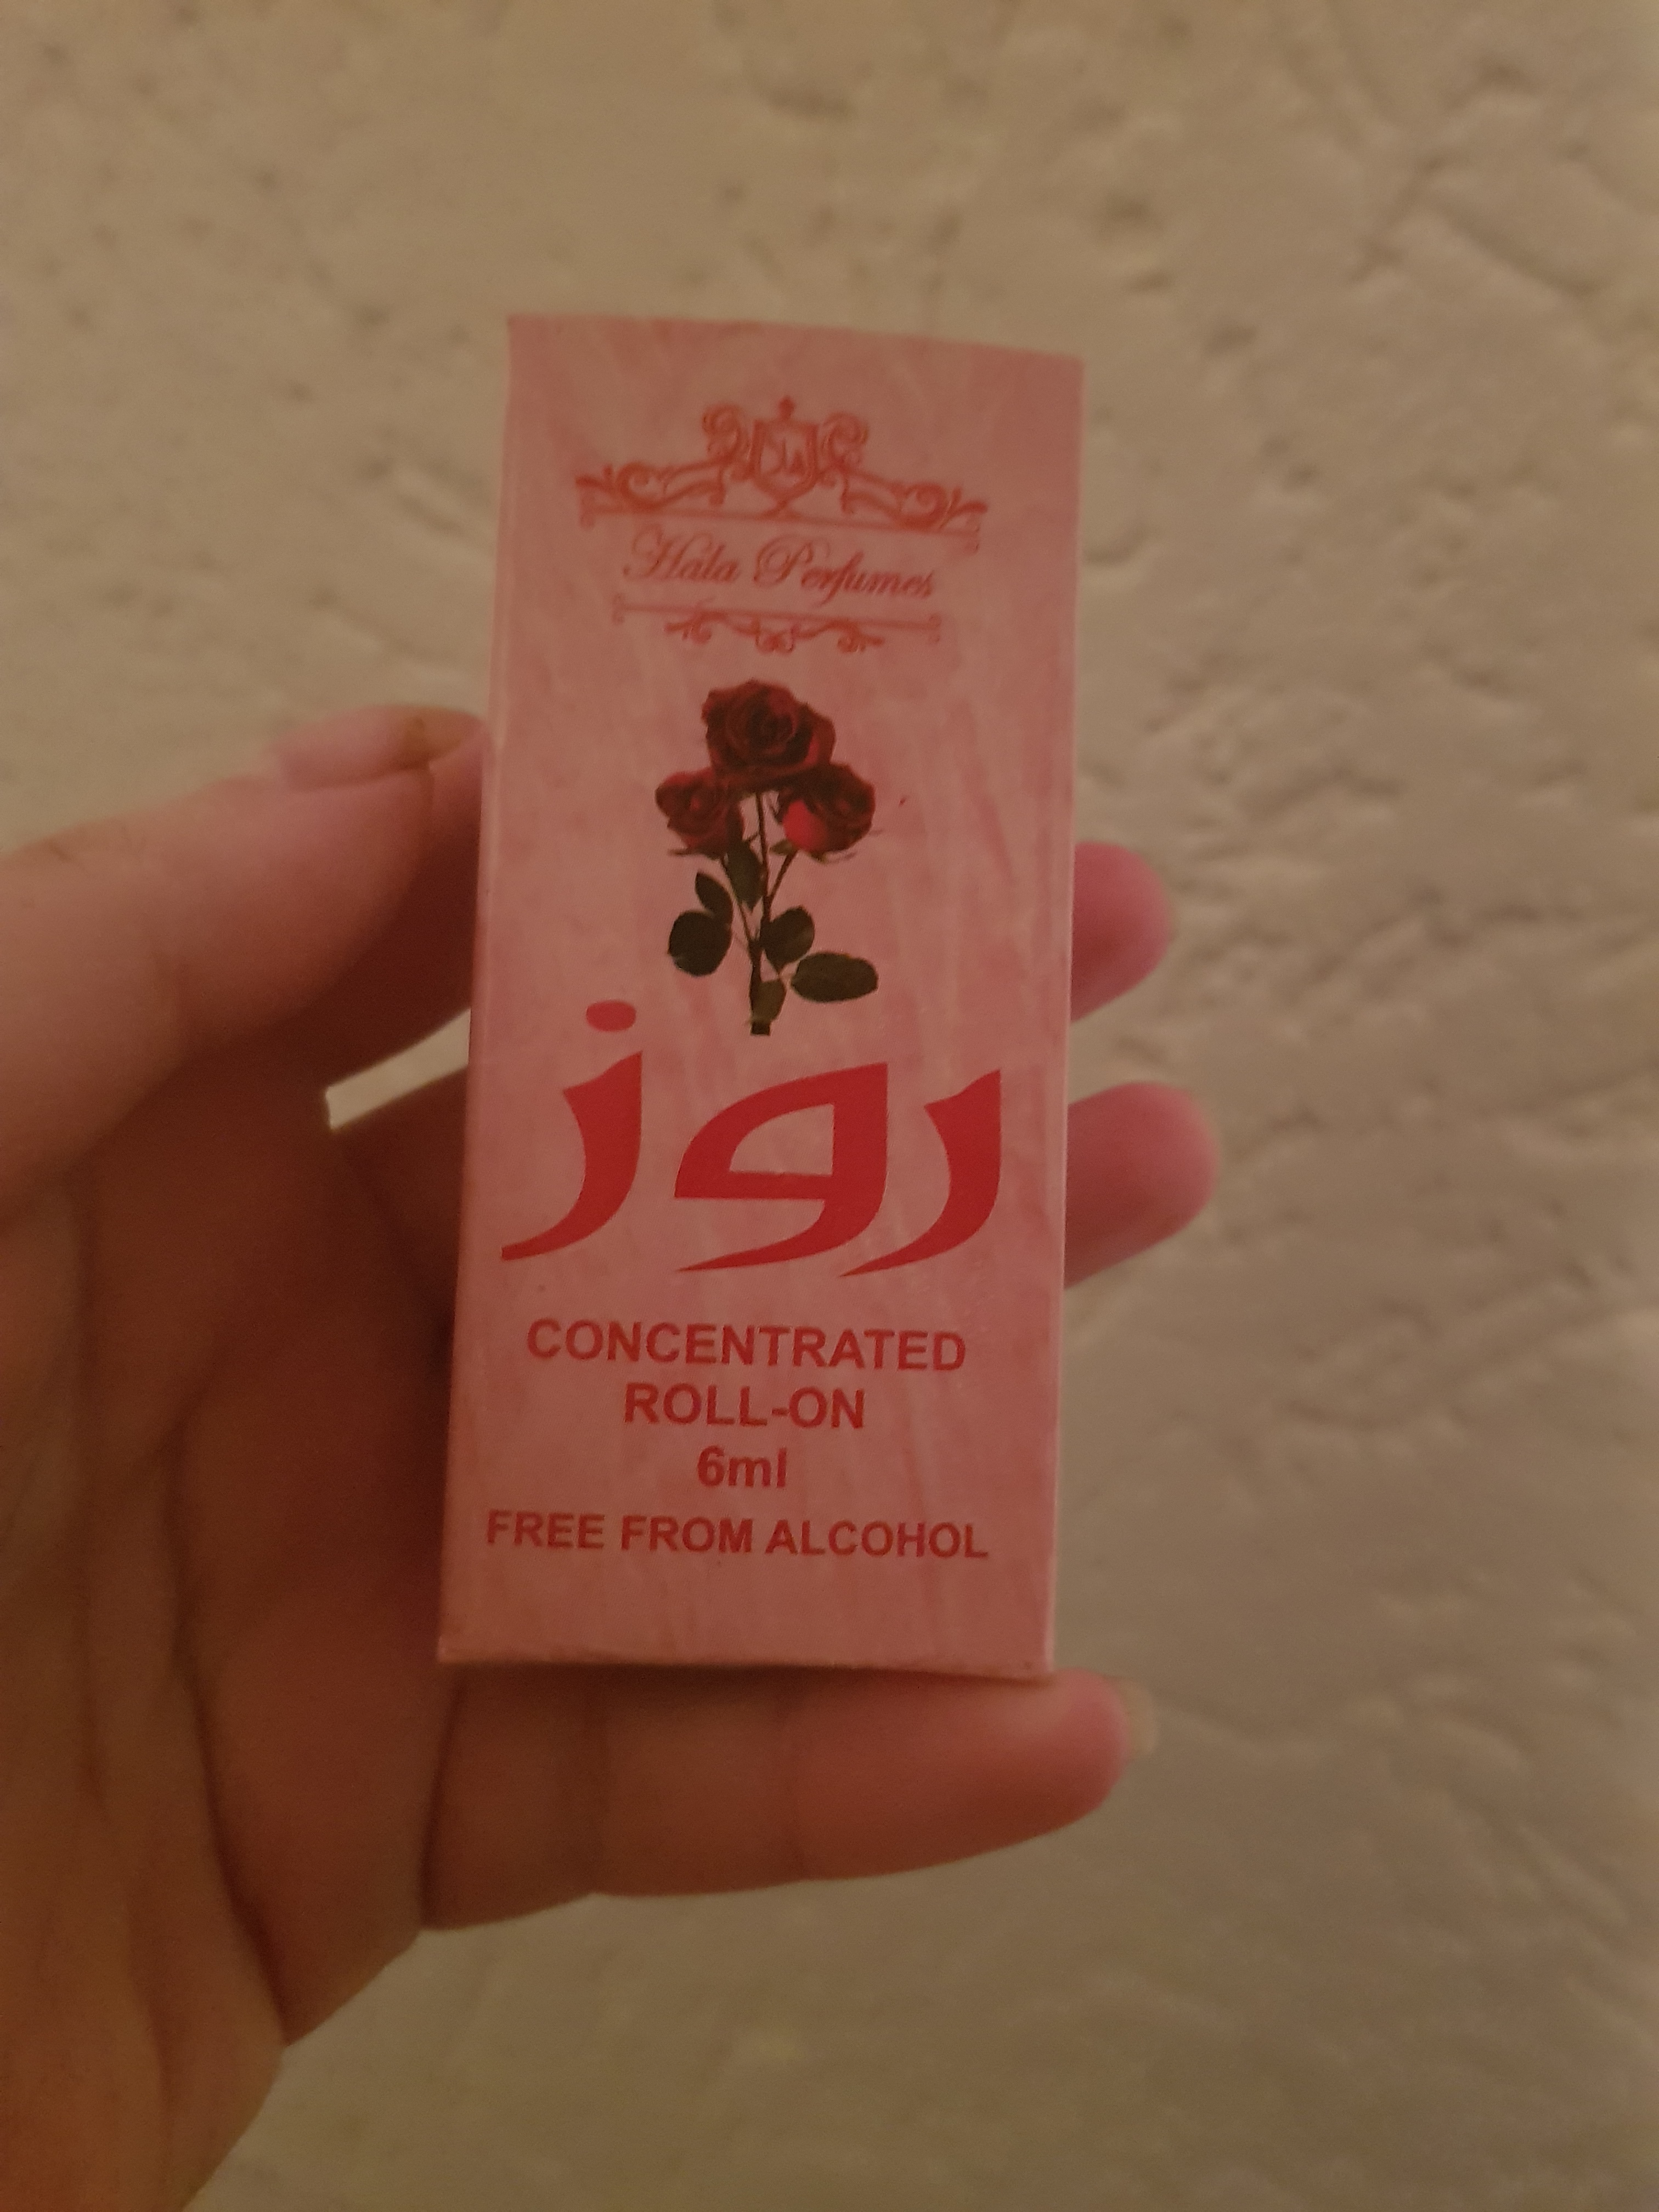 Hala Perfumes
روز
CONCENTRATED
ROLL-ON
6ml
FREE FROM ALCOHOL